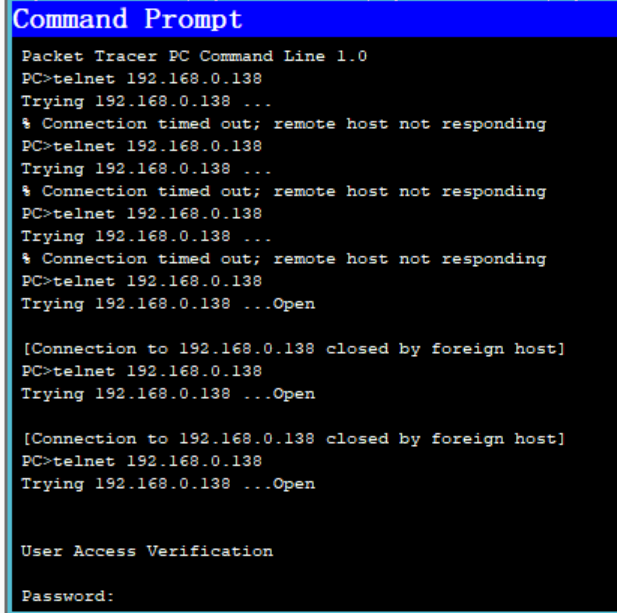 Command Prompt
Packet Tracer PC Command Line 1.0
PC>telnet 192.168.0.138
Trying 192.168.0.138 ...
% Connection timed out; remote host not responding
PC>telnet 192.168.0.138
Trying 192.168.0.138 ...
% Connection timed out; remote host not responding
PC>telnet 192.168.0.138
Trying 192.168.0.138 ...
% Connection timed out; remote host not responding
PC>telnet 192.168.0.138
Trying 192.168.0.138 ...Open
[Connection to 192.168.0.138 closed by foreign host]
PC>telnet 192.168.0.138
Trying 192.168.0.138 ...Open
[Connection to 192.168.0.138 closed by foreign host]
PC>telnet 192.168.0.138
Trying 192.168.0.138 ...Open
User Access Verification
Password: